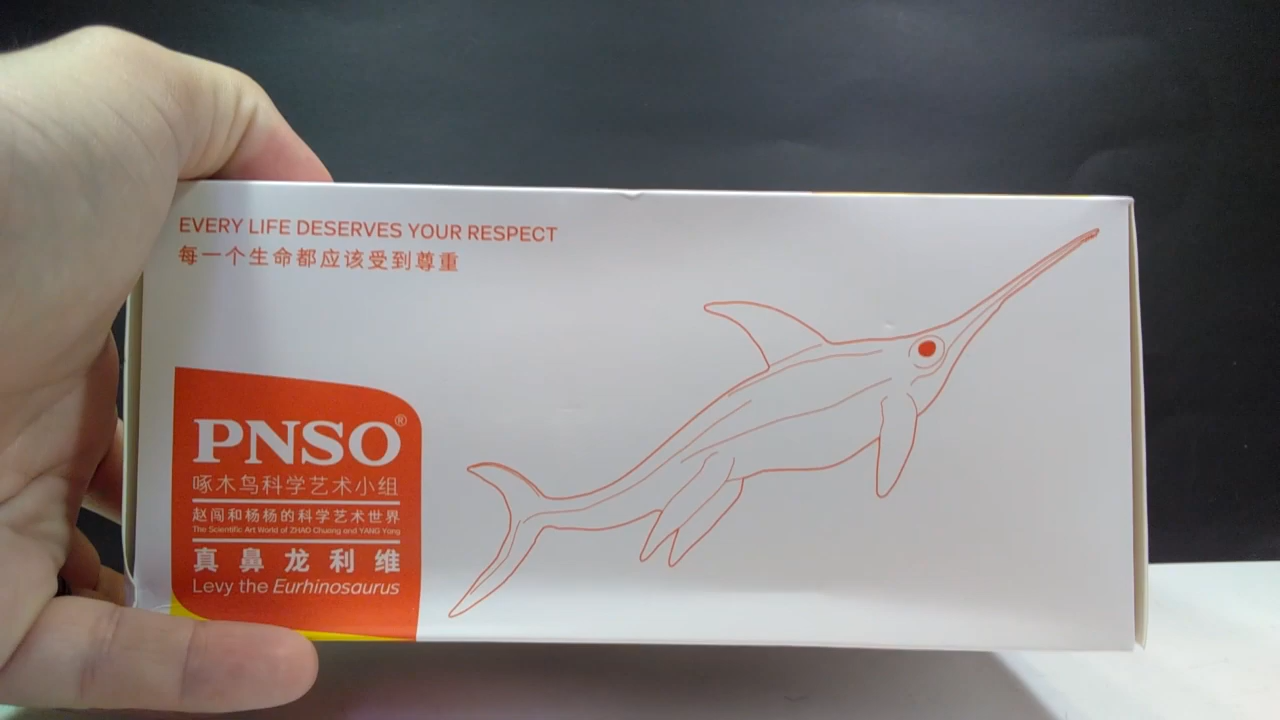 EVERY LIFE DESERVES YOUR RESPECT
每一个生命都应该受到尊重
PNSO®
啄木鸟科学艺术小组
赵闯和杨杨的科学艺术世界
The Scientific Art World of ZHAO Chuang and YANG Yang
真鼻龙利维
Levy the Eurhinosaurus